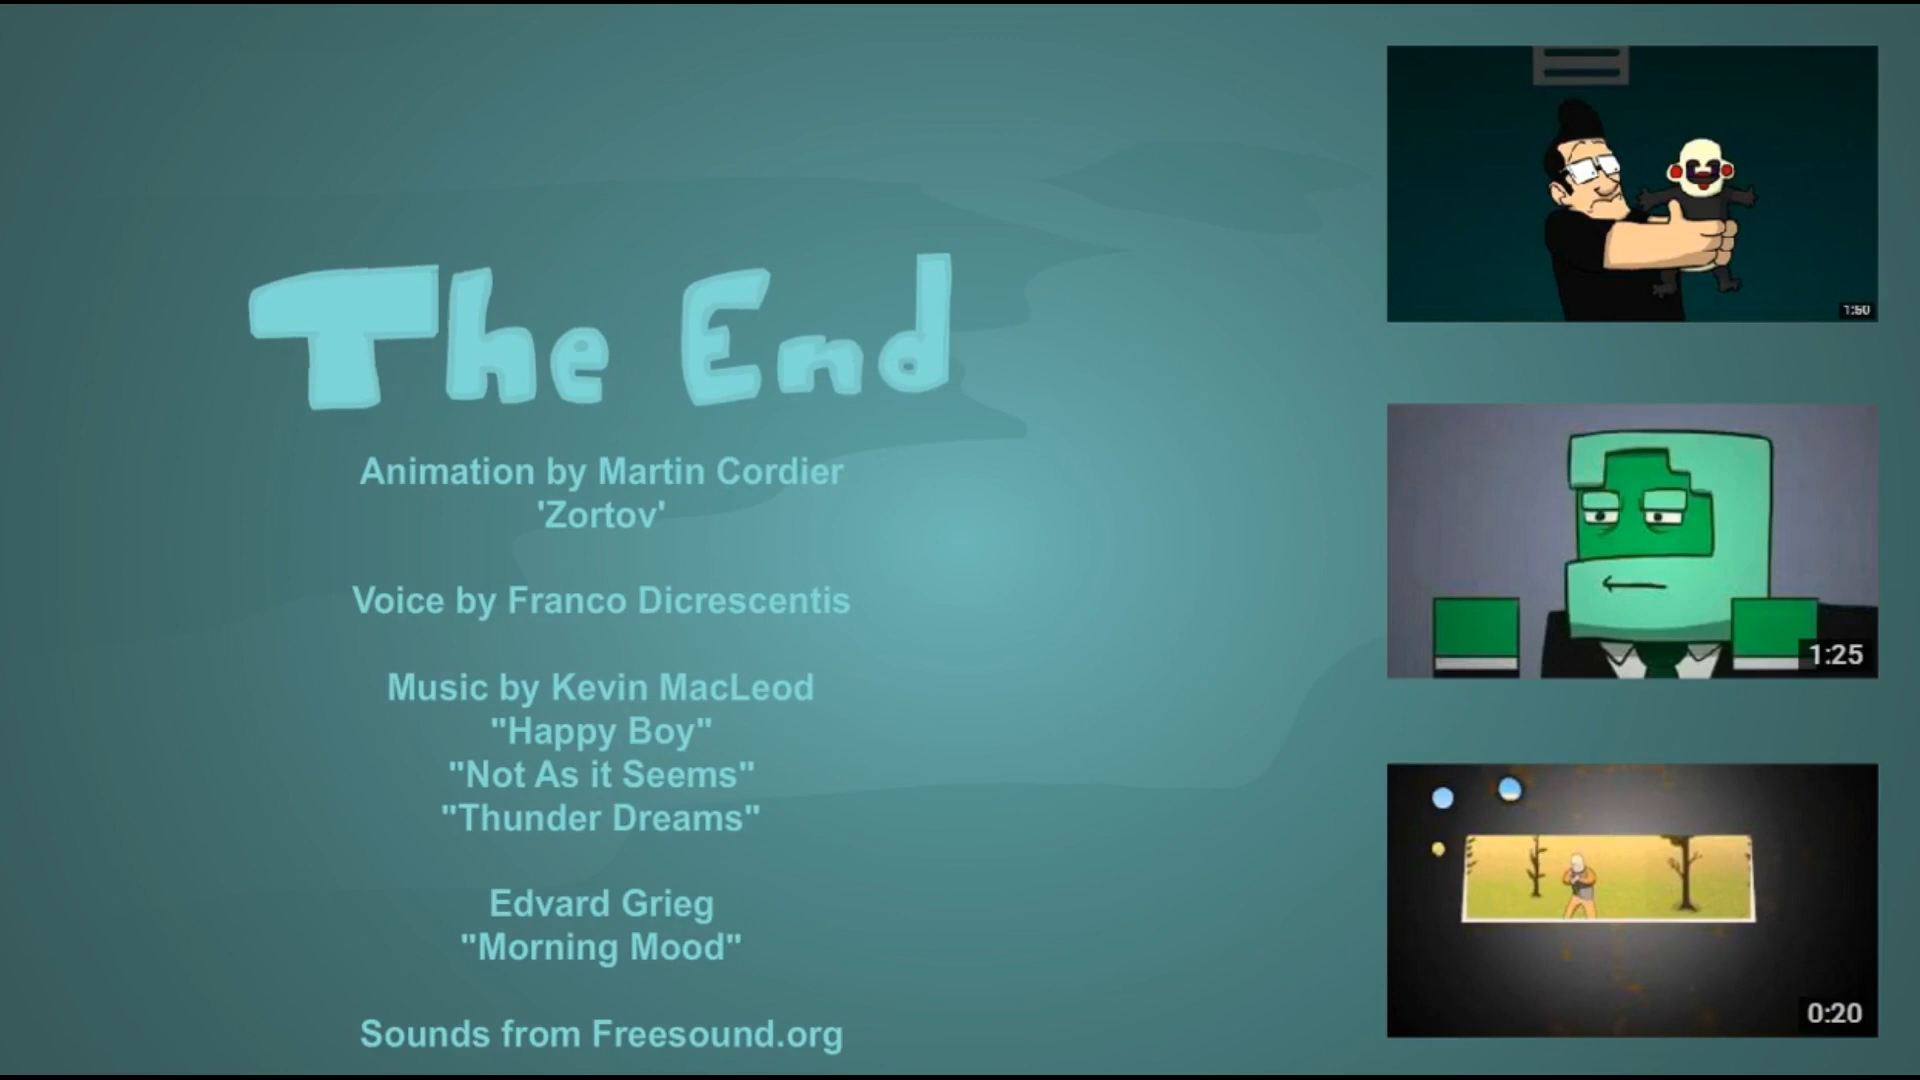 The End
Animation by Martin Cordier
'Zortov'
Voice by Franco Dicrescentis
Music by Kevin MacLeod
"Happy Boy"
"Not As it Seems"
"Thunder Dreams"
Edvard Grieg
"Morning Mood"
Sounds from Freesound.org
1:50
1:25
0:20